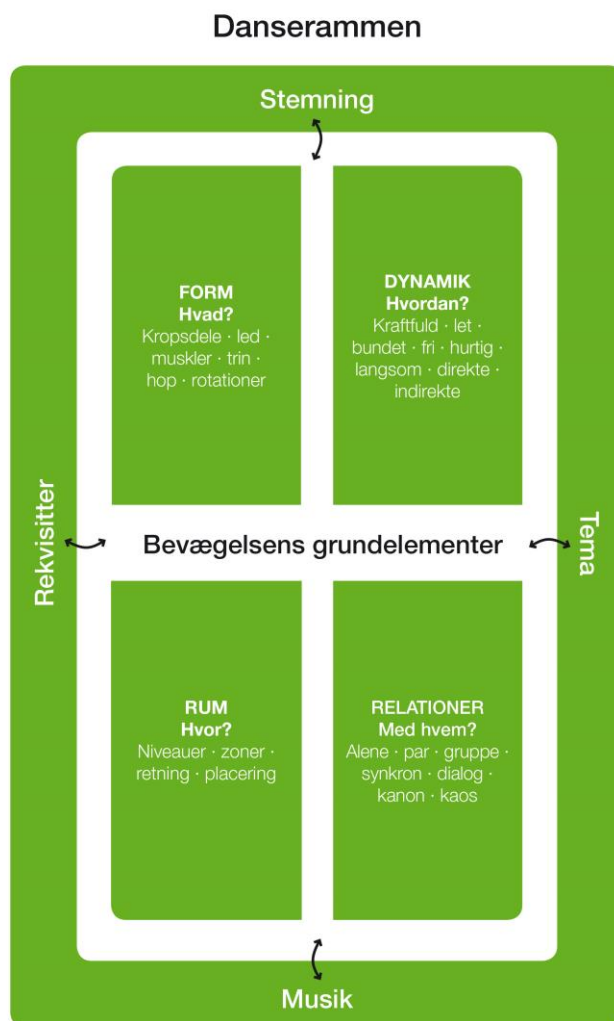 Danserammen
Stemning
FORM
Hvad?
Kropsdele · led ·
muskler · trin ·
hop · rotationer
DYNAMIK
Hvordan?
Kraftfuld · let ·
bundet · fri · hurtig ·
langsom · direkte ·
indirekte
Rekvisitter
Bevægelsens grundelementer
Tema
RUM
Hvor?
Niveauer · zoner ·
retning · placering
RELATIONER
Med hvem?
Alene · par · gruppe ·
synkron · dialog ·
kanon · kaos
Musik